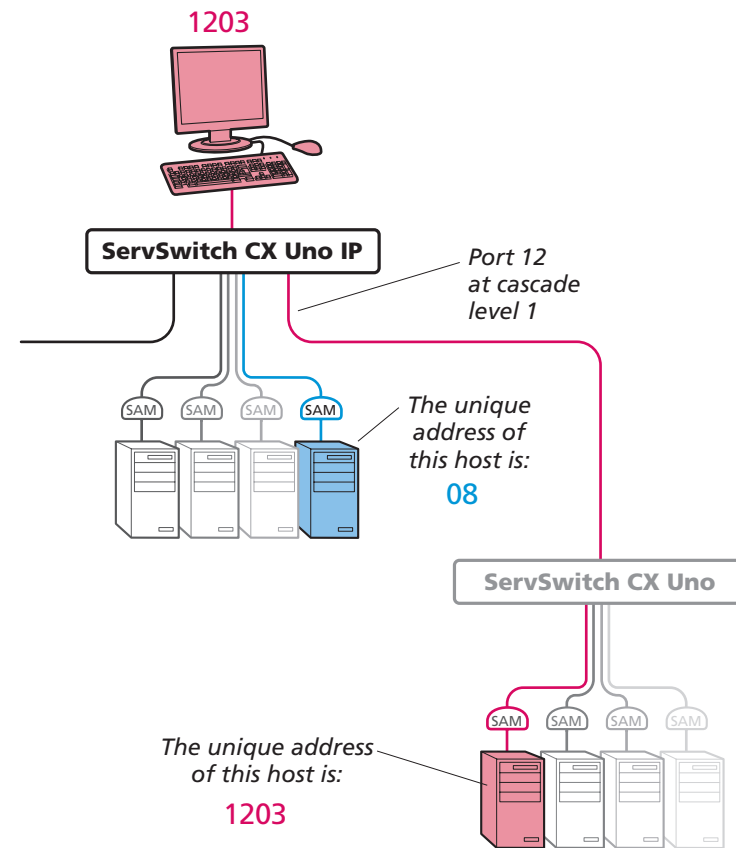 1203
ServSwitch CX Uno IP
Port 12
at cascade
level 1
SAM
SAM
SAM
SAM
The unique
address of
this host is:
08
ServSwitch CX Uno
SAM
SAM
SAM
SAM
The unique address
of this host is:
1203